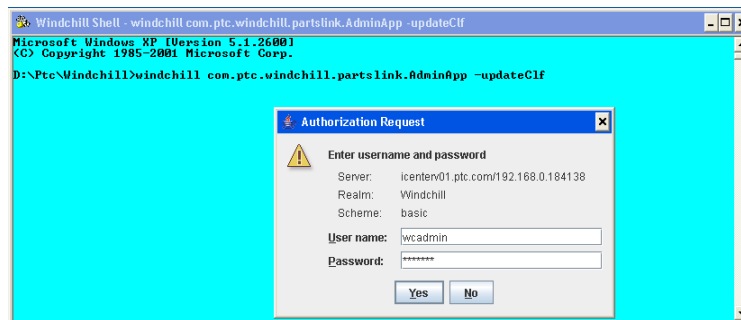 Windchill Shell - windchill com.ptc.windchill.partslink.AdminApp -updateClf
Microsoft Windows XP [Version 5.1.2600]
(C) Copyright 1985-2001 Microsoft Corp.
D:\Ptc\Windchill>windchill com.ptc.windchill.partslink.AdminApp -updateClf
Authorization Request
Enter username and password
Server: icenterv01.ptc.com/192.168.0.184138
Realm: Windchill
Scheme: basic
User name: wcadmin
Password: *******
Yes No